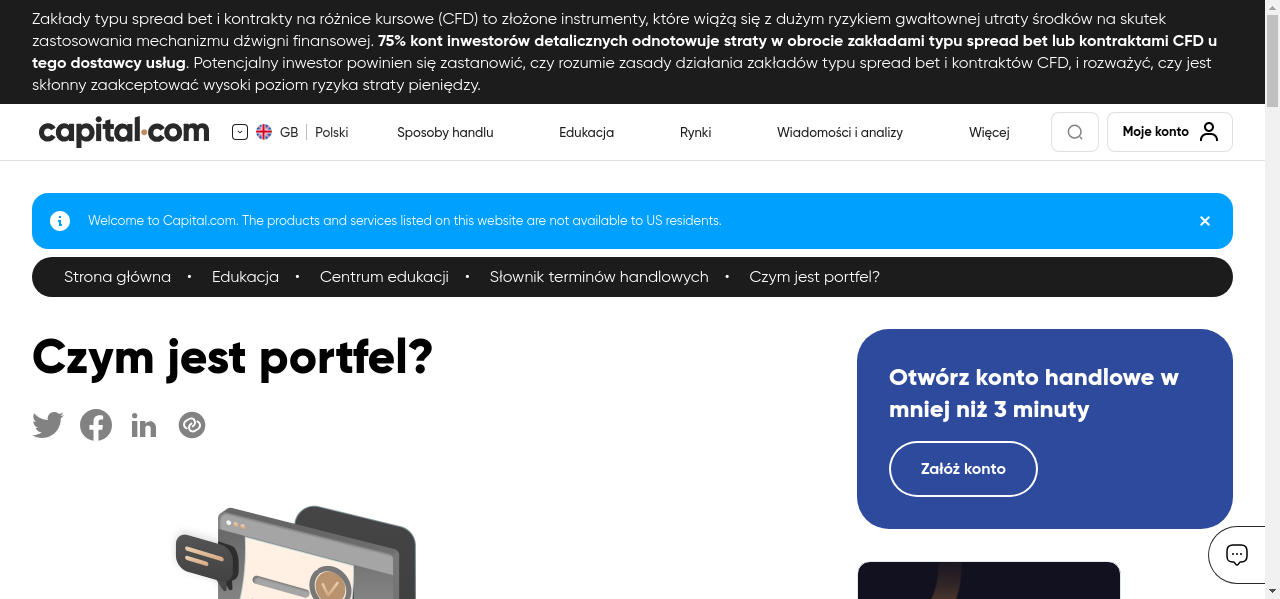 Zakłady typu spread bet i kontrakty na różnice kursowe (CFD) to złożone instrumenty, które wiążą się z dużym ryzykiem gwałtownej utraty środków na skutek
zastosowania mechanizmu dźwigni finansowej. 75% kont inwestorów detalicznych odnotowuje straty w obrocie zakładami typu spread bet lub kontraktami CFD u
tego dostawcy usług. Potencjalny inwestor powinien się zastanowić, czy rozumie zasady działania zakładów typu spread bet i kontraktów CFD, i rozważyć, czy jest
skłonny zaakceptować wysoki poziom ryzyka straty pieniędzy.
capital.com GB Polski Sposoby handlu Edukacja Rynki Wiadomości i analizy Więcej Moje konto
Welcome to Capital.com. The products and services listed on this website are not available to US residents.
Strona główna • Edukacja • Centrum edukacji • Słownik terminów handlowych • Czym jest portfel?
Czym jest portfel?
Otwórz konto handlowe w
mniej niż 3 minuty
Załóż konto